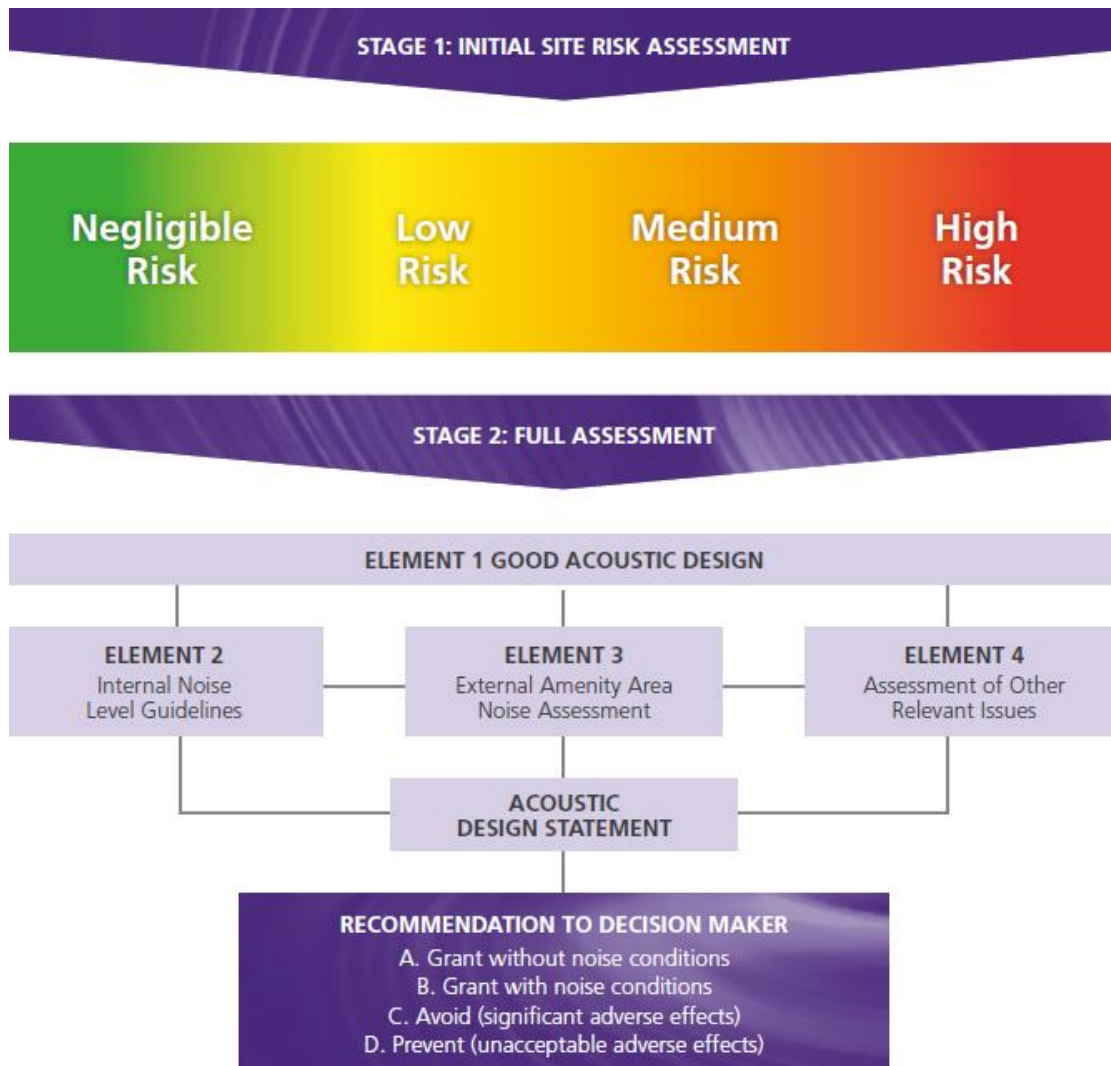 STAGE 1: INITIAL SITE RISK ASSESSMENT
Negligible
Risk
Low
Risk
Medium
Risk
High
Risk
STAGE 2: FULL ASSESSMENT
ELEMENT 1 GOOD ACOUSTIC DESIGN
ELEMENT 2
Internal Noise
Level Guidelines
ELEMENT 3
External Amenity Area
Noise Assessment
ELEMENT 4
Assessment of Other
Relevant Issues
ACOUSTIC
DESIGN STATEMENT
RECOMMENDATION TO DECISION MAKER
A. Grant without noise conditions
B. Grant with noise conditions
C. Avoid (significant adverse effects)
D. Prevent (unacceptable adverse effects)